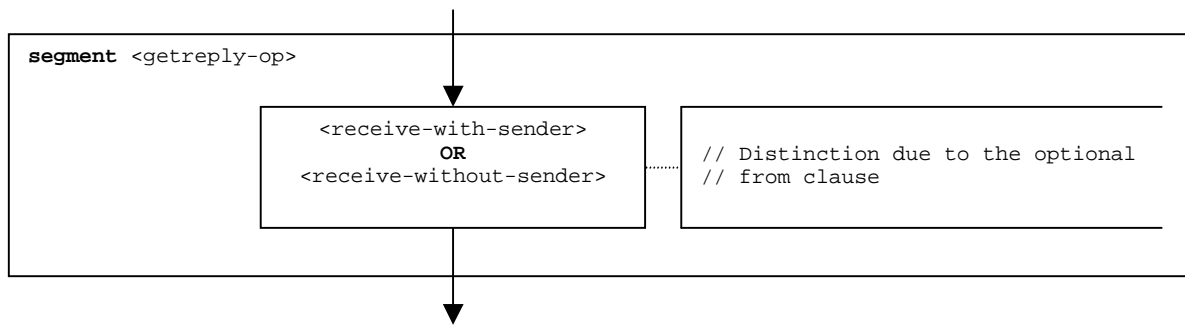 segment <getreply-op>
<receive-with-sender>
OR
<receive-without-sender>
// Distinction due to the optional
// from clause